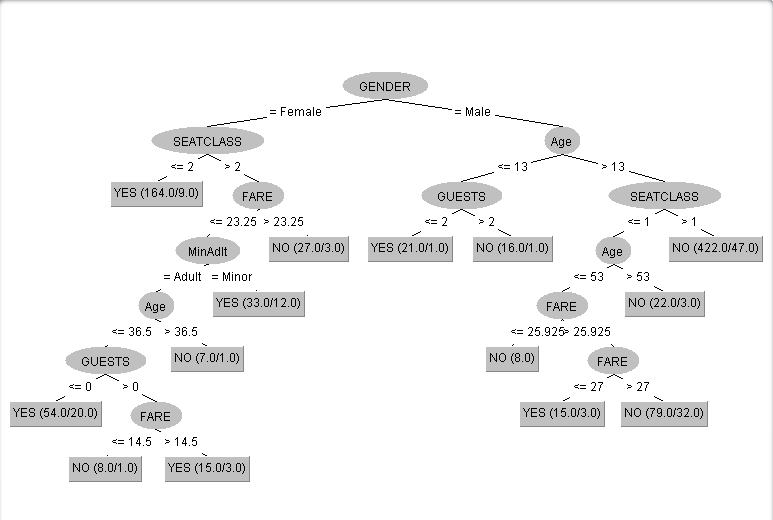 GENDER
= Female = Male
SEATCLASS Age
<= 2 > 2 <= 13 > 13
YES (164.0/9.0) FARE GUESTS SEATCLASS
<= 23.25 > 23.25 <= 2 > 2 <= 1 > 1
MinAdlt NO (27.0/3.0) YES (21.0/1.0) NO (16.0/1.0) Age NO (422.0/47.0)
= Adult = Minor <= 53 > 53
Age YES (33.0/12.0) FARE NO (22.0/3.0)
<= 36.5 > 36.5 <= 25.925 > 25.925
GUESTS NO (7.0/1.0) NO (8.0) FARE
<= 0 > 0 <= 27 > 27
YES (54.0/20.0) FARE YES (15.0/3.0) NO (79.0/32.0)
<= 14.5 > 14.5
NO (8.0/1.0) YES (15.0/3.0)